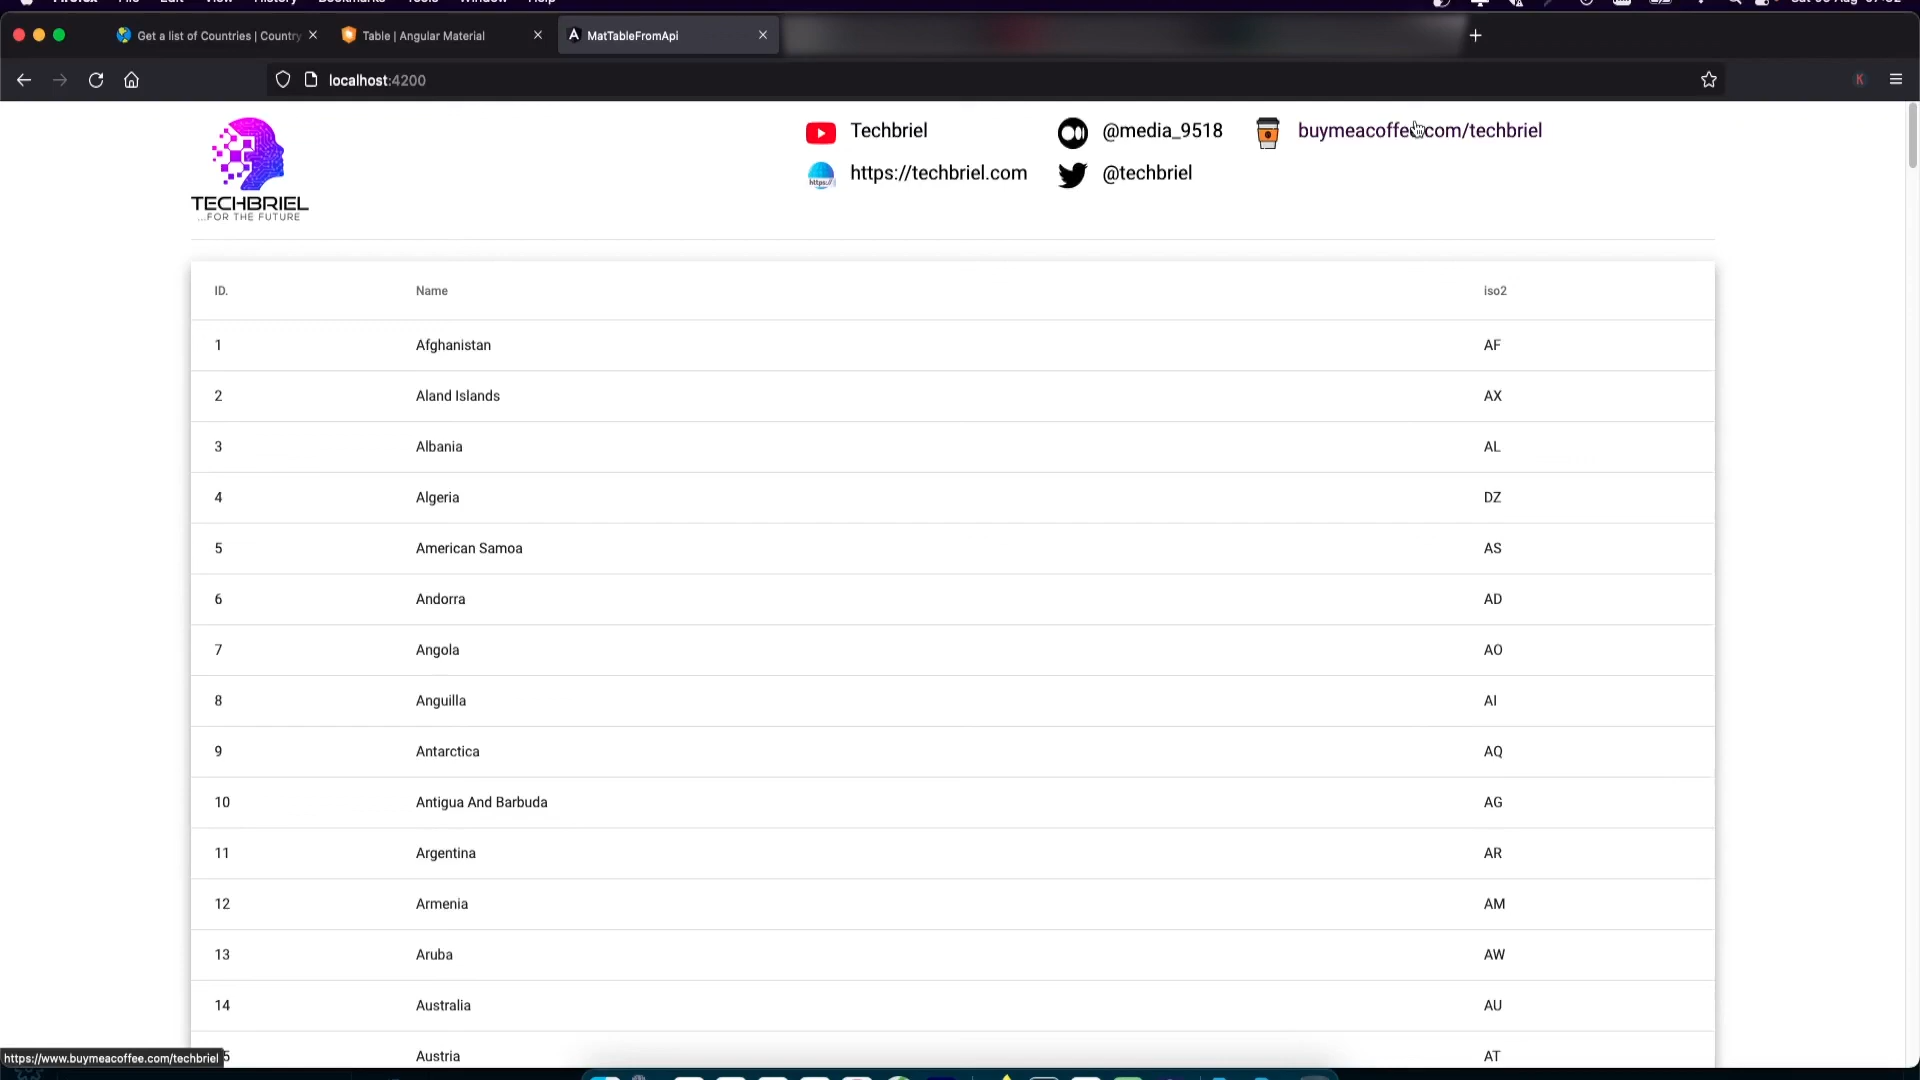 Get a list of Countries | Country
Table | Angular Material
MatTableFromApi
localhost:4200
Techbriel
@media_9518
buymeacoffee.com/techbriel
https://techbriel.com
@techbriel
TECHBRIEL
...FOR THE FUTURE
ID. Name iso2
1 Afghanistan AF
2 Aland Islands AX
3 Albania AL
4 Algeria DZ
5 American Samoa AS
6 Andorra AD
7 Angola AO
8 Anguilla AI
9 Antarctica AQ
10 Antigua And Barbuda AG
11 Argentina AR
12 Armenia AM
13 Aruba AW
14 Australia AU
5 Austria AT
https://www.buymeacoffee.com/techbriel